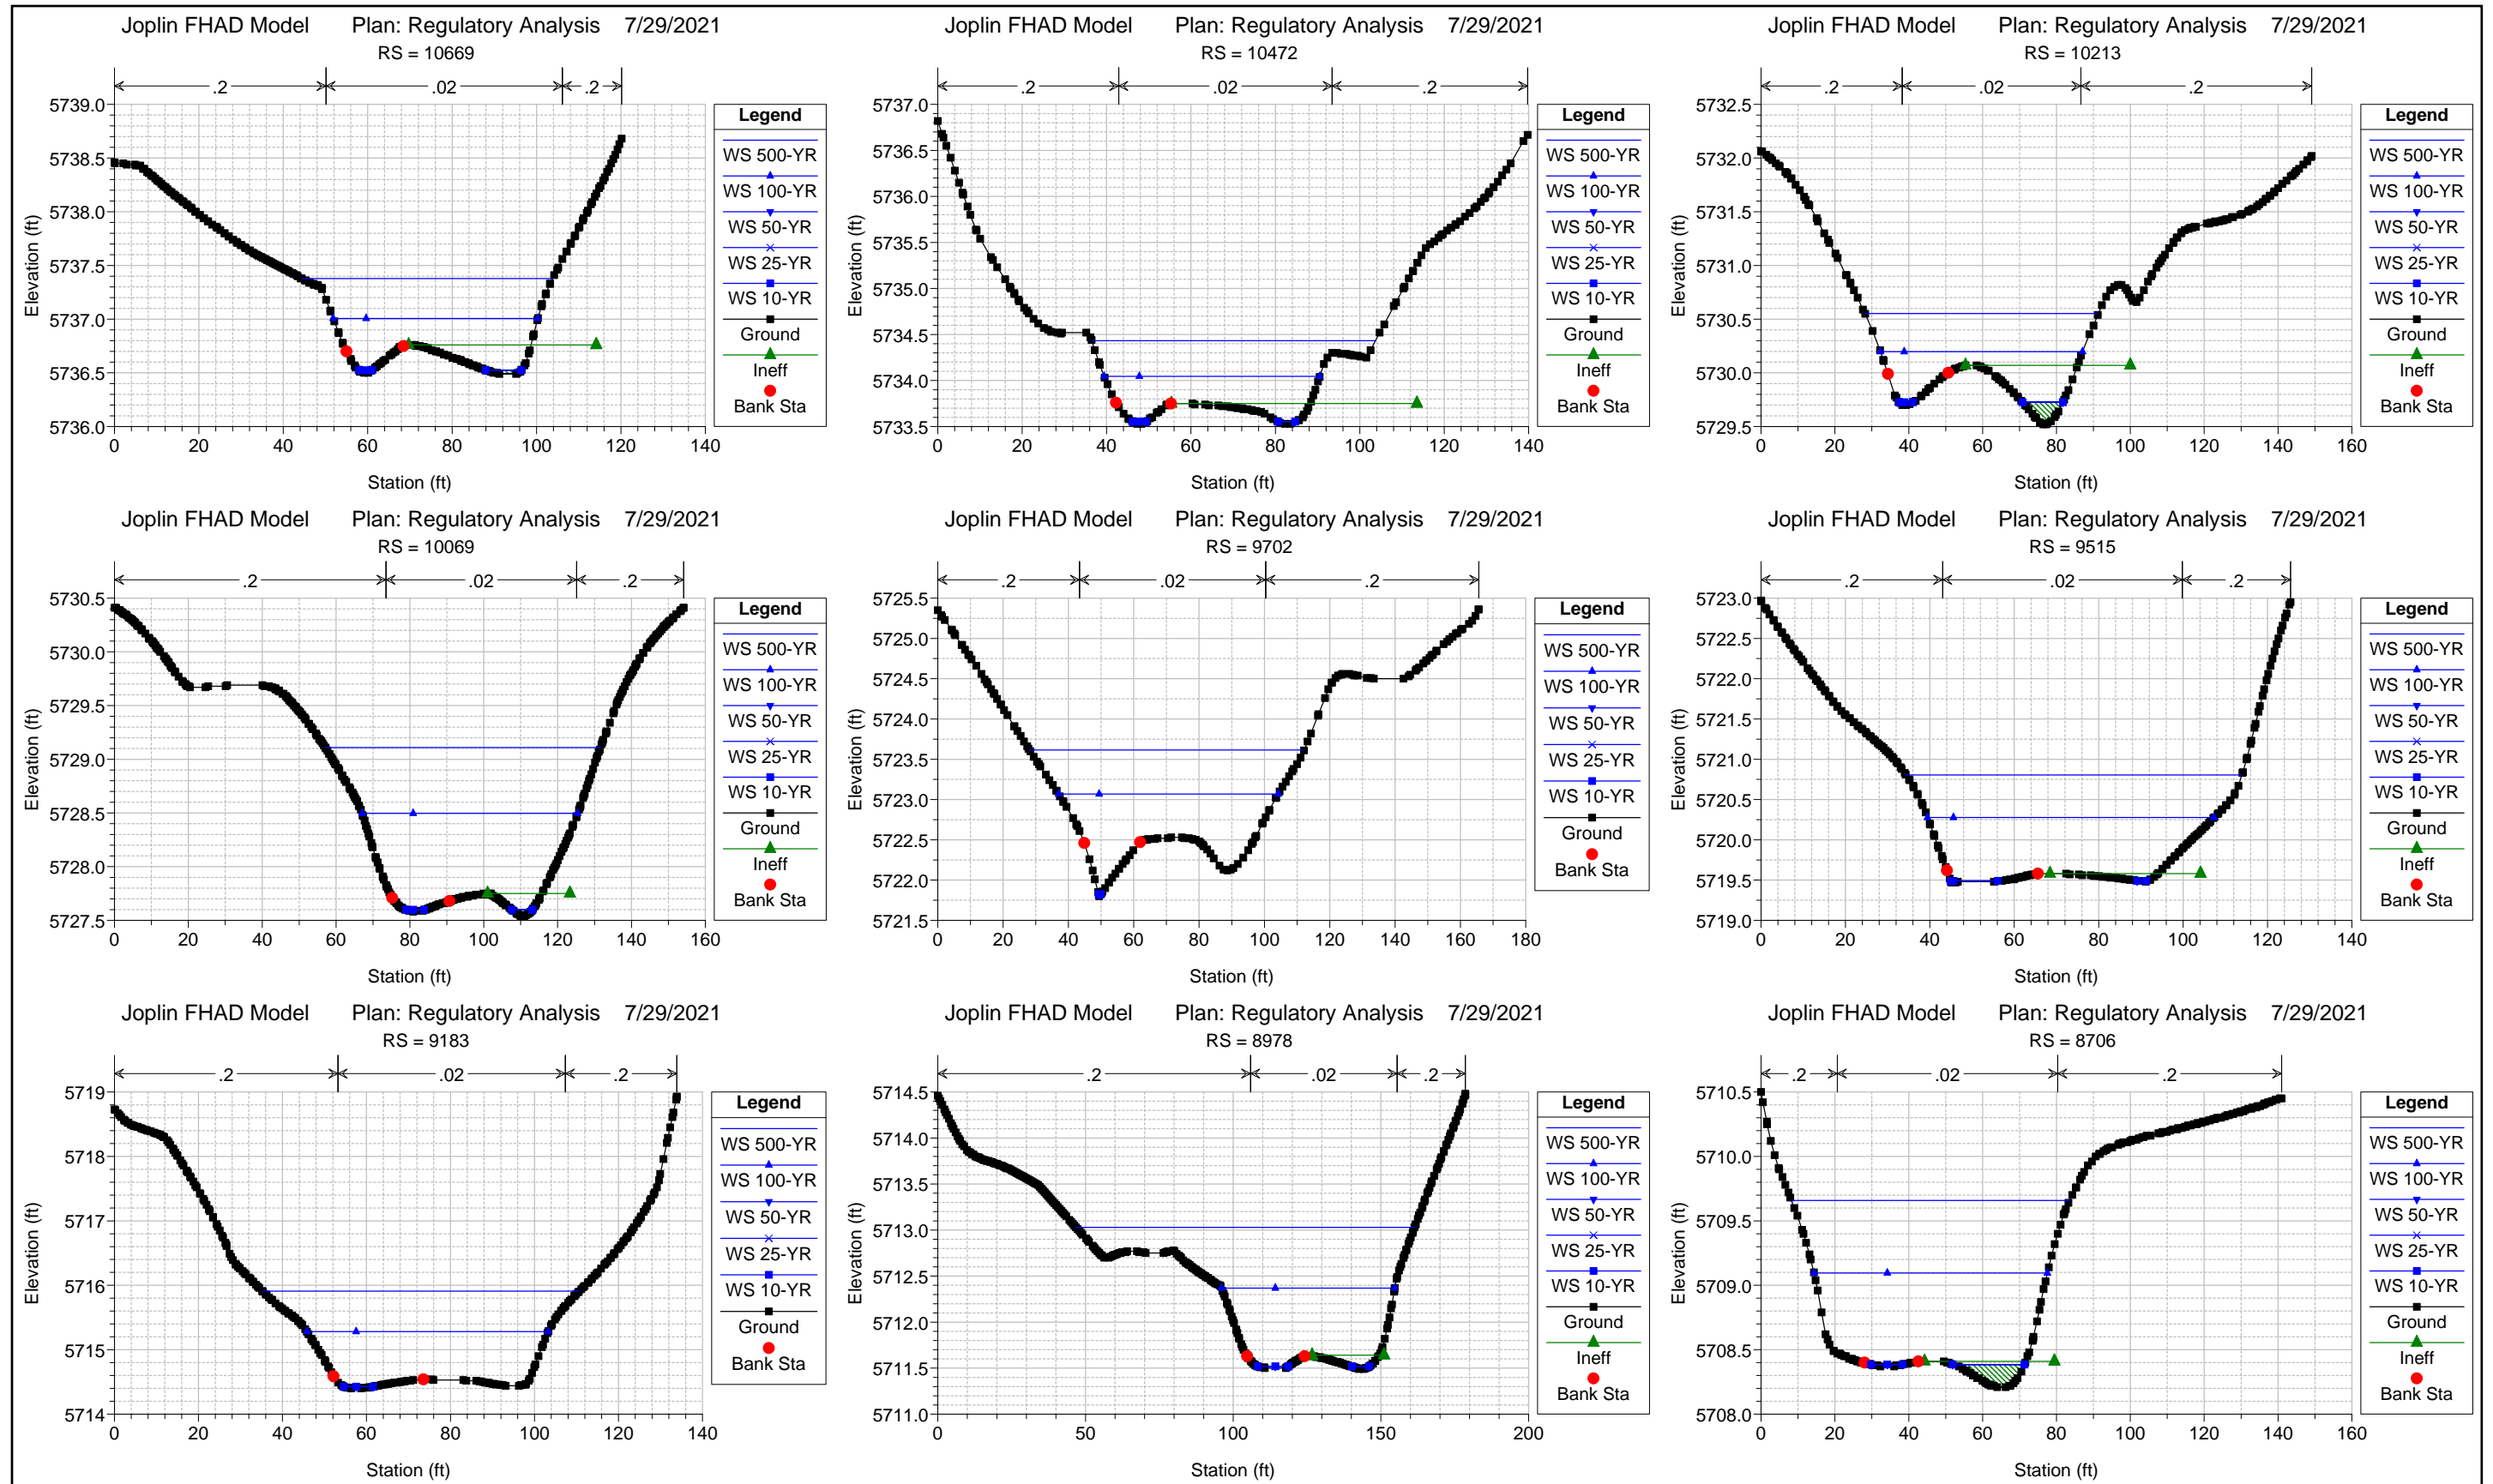 Joplin FHAD Model Plan: Regulatory Analysis 7/29/2021
RS = 10669
.2 .02 .2
5739.0
5738.5
5738.0
5737.5
5737.0
5736.5
5736.0
Elevation (ft)
0 20 40 60 80 100 120 140
Station (ft)
Legend
WS 500-YR
WS 100-YR
WS 50-YR
WS 25-YR
WS 10-YR
Ground
Ineff
Bank Sta
Joplin FHAD Model Plan: Regulatory Analysis 7/29/2021
RS = 10472
.2 .02 .2
5737.0
5736.5
5736.0
5735.5
5735.0
5734.5
5734.0
5733.5
Elevation (ft)
0 20 40 60 80 100 120 140
Station (ft)
Legend
WS 500-YR
WS 100-YR
WS 50-YR
WS 25-YR
WS 10-YR
Ground
Ineff
Bank Sta
Joplin FHAD Model Plan: Regulatory Analysis 7/29/2021
RS = 10213
.2 .02 .2
5732.5
5732.0
5731.5
5731.0
5730.5
5730.0
5729.5
Elevation (ft)
0 20 40 60 80 100 120 140 160
Station (ft)
Legend
WS 500-YR
WS 100-YR
WS 50-YR
WS 25-YR
WS 10-YR
Ground
Ineff
Bank Sta
Joplin FHAD Model Plan: Regulatory Analysis 7/29/2021
RS = 10069
.2 .02 .2
5730.5
5730.0
5729.5
5729.0
5728.5
5728.0
5727.5
Elevation (ft)
0 20 40 60 80 100 120 140 160
Station (ft)
Legend
WS 500-YR
WS 100-YR
WS 50-YR
WS 25-YR
WS 10-YR
Ground
Ineff
Bank Sta
Joplin FHAD Model Plan: Regulatory Analysis 7/29/2021
RS = 9702
.2 .02 .2
5725.5
5725.0
5724.5
5724.0
5723.5
5723.0
5722.5
5722.0
5721.5
Elevation (ft)
0 20 40 60 80 100 120 140 160 180
Station (ft)
Legend
WS 500-YR
WS 100-YR
WS 50-YR
WS 25-YR
WS 10-YR
Ground
Bank Sta
Joplin FHAD Model Plan: Regulatory Analysis 7/29/2021
RS = 9515
.2 .02 .2
5723.0
5722.5
5722.0
5721.5
5721.0
5720.5
5720.0
5719.5
5719.0
Elevation (ft)
0 20 40 60 80 100 120 140
Station (ft)
Legend
WS 500-YR
WS 100-YR
WS 50-YR
WS 25-YR
WS 10-YR
Ground
Ineff
Bank Sta
Joplin FHAD Model Plan: Regulatory Analysis 7/29/2021
RS = 9183
.2 .02 .2
5719
5718
5717
5716
5715
5714
Elevation (ft)
0 20 40 60 80 100 120 140
Station (ft)
Legend
WS 500-YR
WS 100-YR
WS 50-YR
WS 25-YR
WS 10-YR
Ground
Bank Sta
Joplin FHAD Model Plan: Regulatory Analysis 7/29/2021
RS = 8978
.2 .02 .2
5714.5
5714.0
5713.5
5713.0
5712.5
5712.0
5711.5
5711.0
Elevation (ft)
0 50 100 150 200
Station (ft)
Legend
WS 500-YR
WS 100-YR
WS 50-YR
WS 25-YR
WS 10-YR
Ground
Ineff
Bank Sta
Joplin FHAD Model Plan: Regulatory Analysis 7/29/2021
RS = 8706
.2 .02 .2
5710.5
5710.0
5709.5
5709.0
5708.5
5708.0
Elevation (ft)
0 20 40 60 80 100 120 140 160
Station (ft)
Legend
WS 500-YR
WS 100-YR
WS 50-YR
WS 25-YR
WS 10-YR
Ground
Ineff
Bank Sta